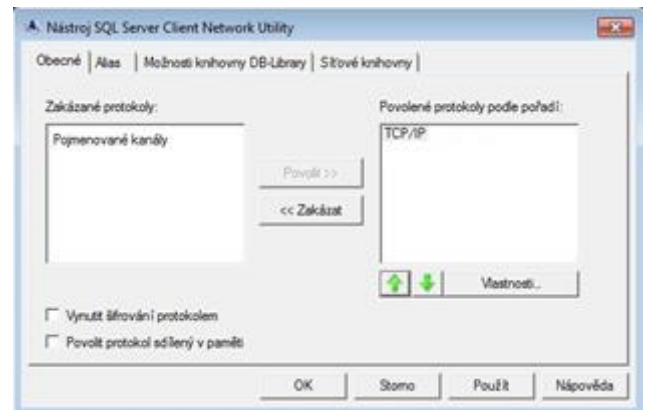 Nástroj SQL Server Client Network Utility
Obecné
Alias
Možnosti knihovny DB-Library
Síťové knihovny
Zakázané protokoly:
Pojmenované kanály
Povolit >>
<< Zakázat
Povolené protokoly podle pořadí:
TCP/IP
Vlastnosti...
Vynutit šifrování protokolem
Povolit protokol sdílený v paměti
OK
Storno
Použít
Nápověda